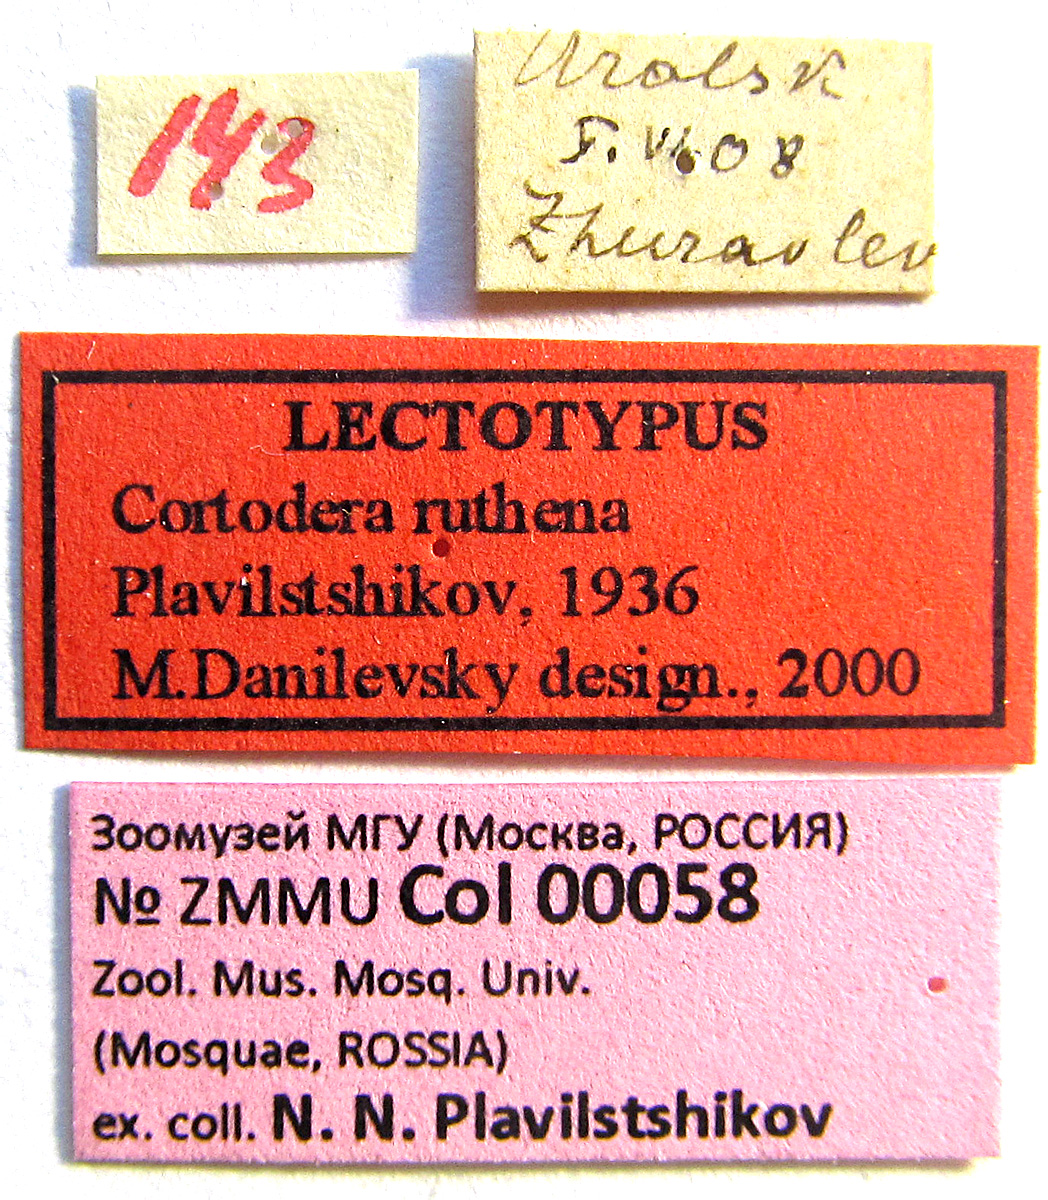 143
Uralsk
5. VI. 08
Zhuravlev
LECTOTYPUS
Cortodera ruthena
Plavilstshikov, 1936
M.Danilevsky design., 2000
Зоомузей МГУ (Москва, РОССИЯ)
№ ZMMU Col 00058
Zool. Mus. Mosq. Univ.
(Mosquae, ROSSIA)
ex. coll. N. N. Plavilstshikov